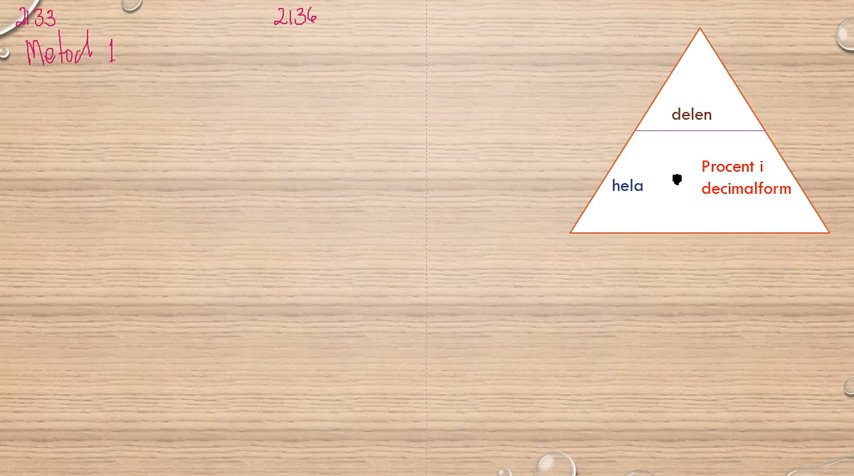 2133
2136
Metod 1
delen
hela
Procent i
decimalform